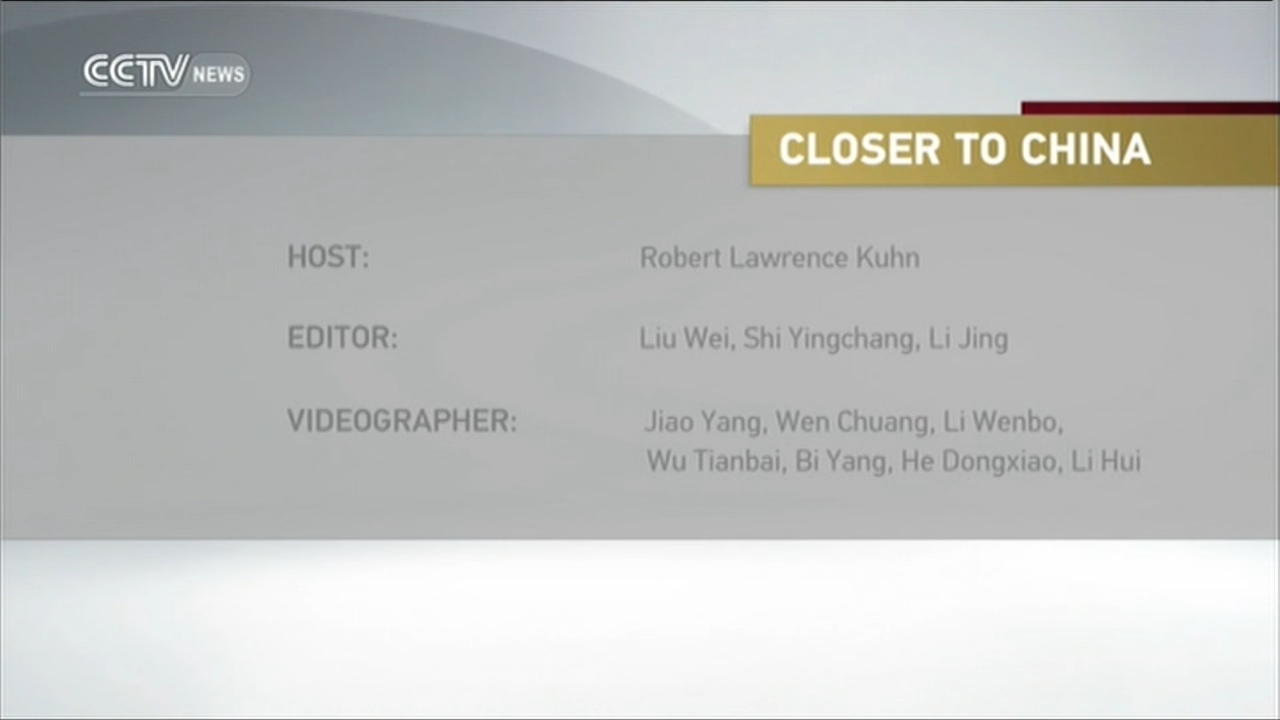 CCTV NEWS
CLOSER TO CHINA
HOST: Robert Lawrence Kuhn
EDITOR: Liu Wei, Shi Yingchang, Li Jing
VIDEOGRAPHER: Jiao Yang, Wen Chuang, Li Wenbo,
Wu Tianbai, Bi Yang, He Dongxiao, Li Hui